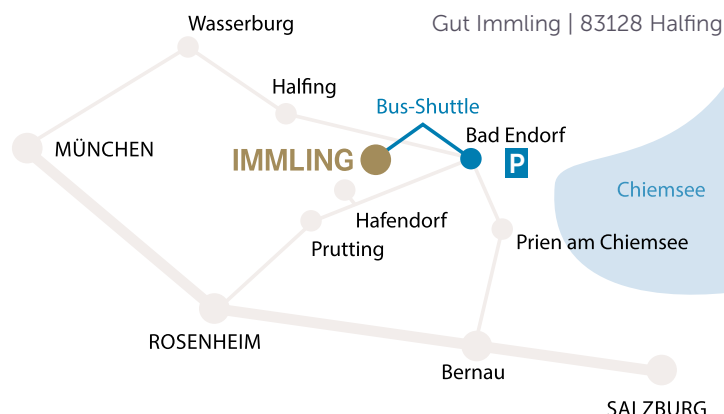 Wasserburg
Gut Immling | 83128 Halfing
Halfing
Bus-Shuttle
Bad Endorf
MÜNCHEN
IMMLING
P
Chiemsee
Hafendorf
Prutting
Prien am Chiemsee
ROSENHEIM
Bernau
SALZBURG